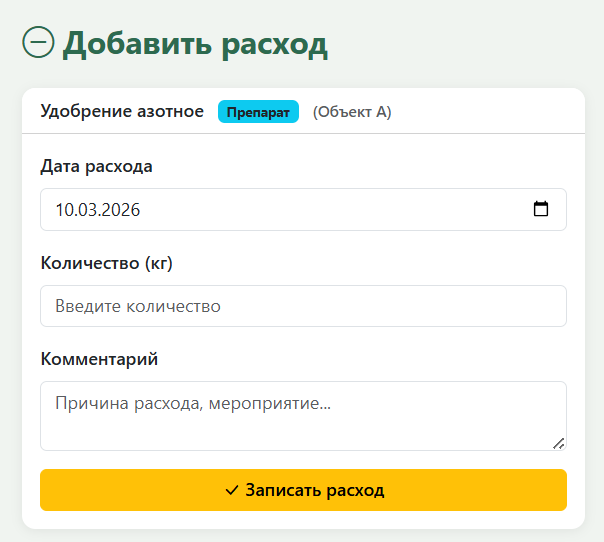 Добавить расход
Удобрение азотное Препарат (Объект А)
Дата расхода
10.03.2026
Количество (кг)
Введите количество
Комментарий
Причина расхода, мероприятие...
Записать расход